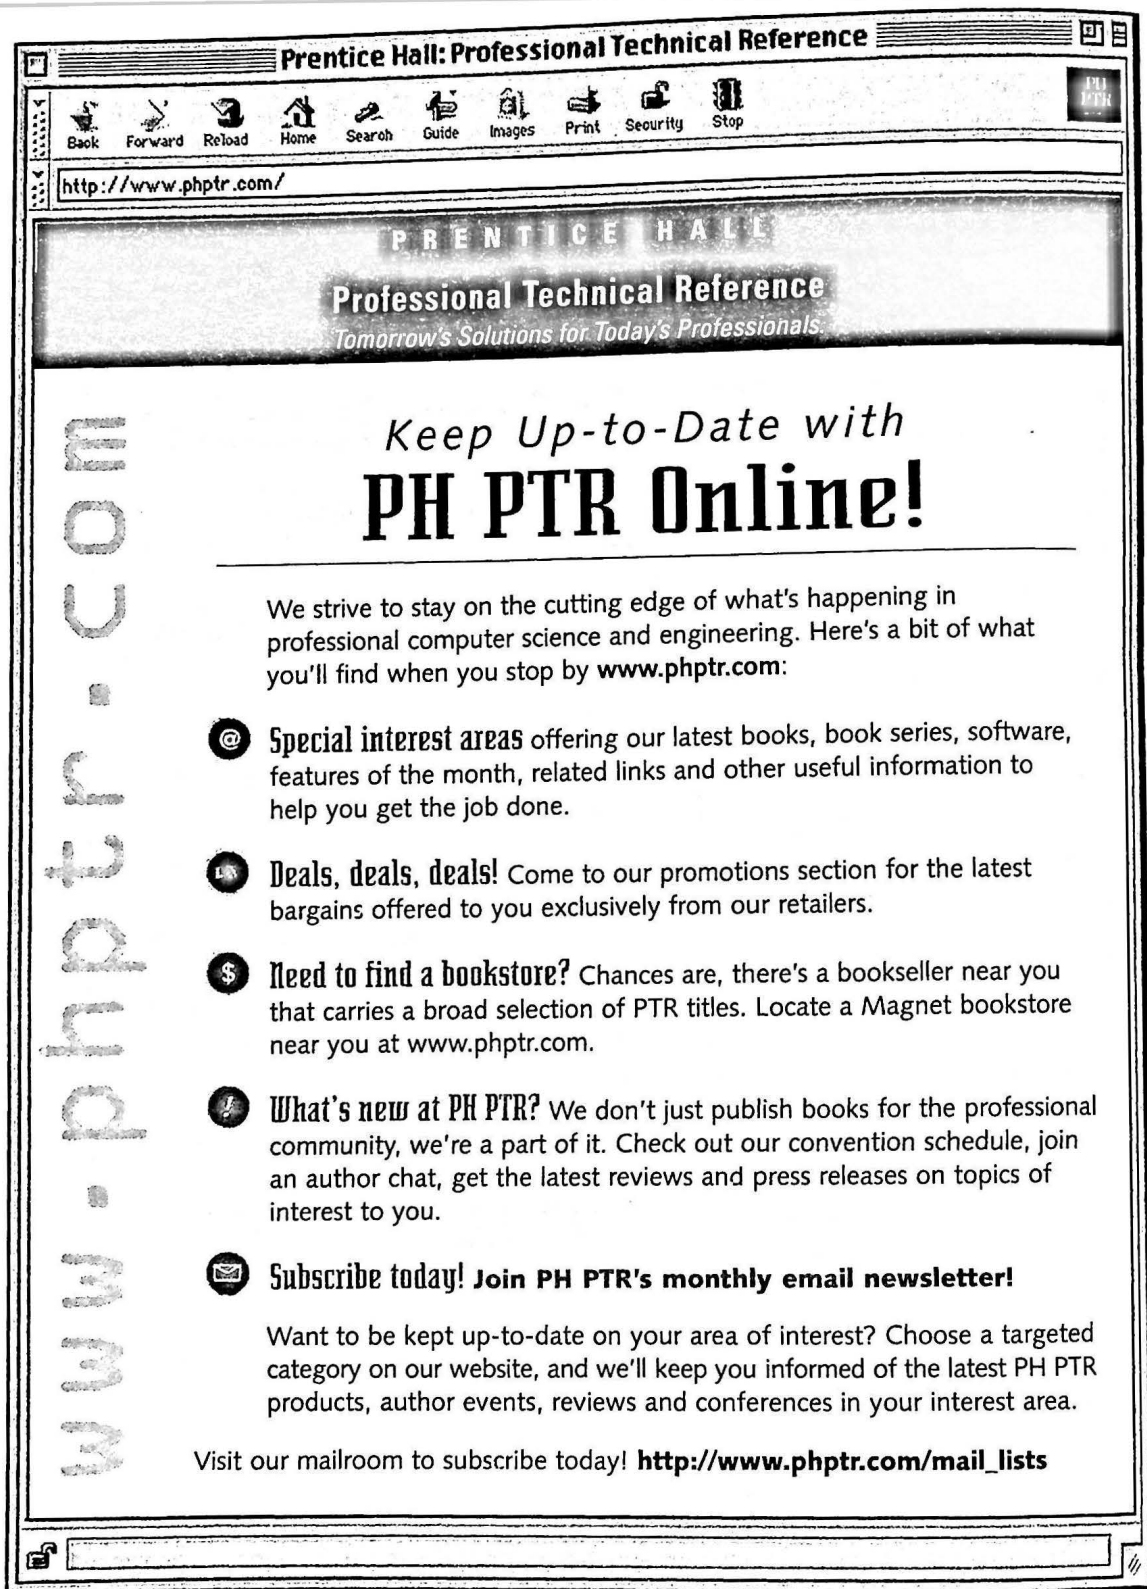 Prentice Hall: Professional Technical Reference
Back Forward Reload Home Search Guide Images Print Security Stop
PH
PTR
http://www.phptr.com/
PRENTICE HALL
Professional Technical Reference
Tomorrow's Solutions for Today's Professionals.
www.phptr.com
Keep Up-to-Date with
PH PTR Online!
We strive to stay on the cutting edge of what's happening in
professional computer science and engineering. Here's a bit of what
you'll find when you stop by www.phptr.com:
@ Special interest areas offering our latest books, book series, software,
features of the month, related links and other useful information to
help you get the job done.
Deals, deals, deals! Come to our promotions section for the latest
bargains offered to you exclusively from our retailers.
$ Need to find a bookstore? Chances are, there's a bookseller near you
that carries a broad selection of PTR titles. Locate a Magnet bookstore
near you at www.phptr.com.
! What's new at PH PTR? We don't just publish books for the professional
community, we're a part of it. Check out our convention schedule, join
an author chat, get the latest reviews and press releases on topics of
interest to you.
Subscribe today! Join PH PTR's monthly email newsletter!
Want to be kept up-to-date on your area of interest? Choose a targeted
category on our website, and we'll keep you informed of the latest PH PTR
products, author events, reviews and conferences in your interest area.
Visit our mailroom to subscribe today! http://www.phptr.com/mail_lists